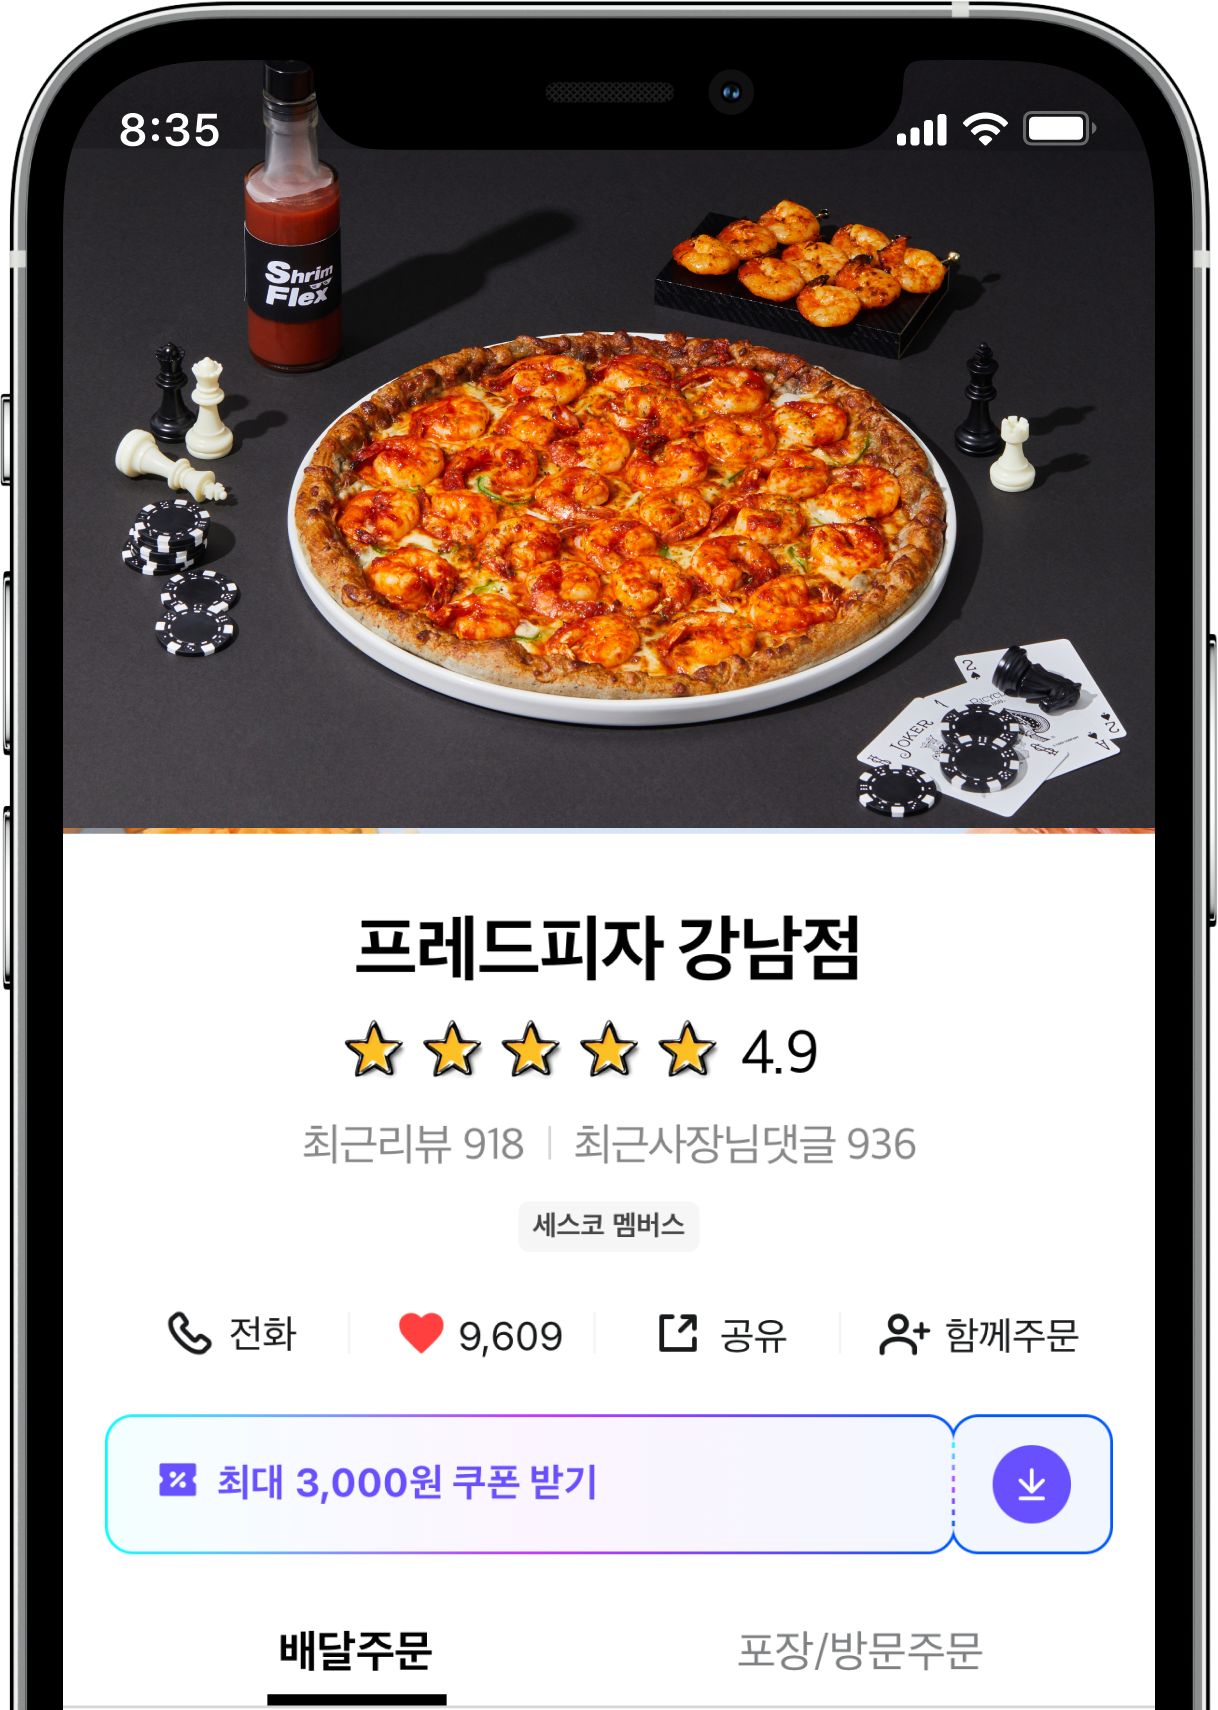 8:35
Shrim
Flex
JOKER
프레드피자 강남점
4.9
최근리뷰 918 | 최근사장님댓글 936
세스코 멤버스
전화 9,609 공유 함께주문
최대 3,000원 쿠폰 받기
배달주문 포장/방문주문